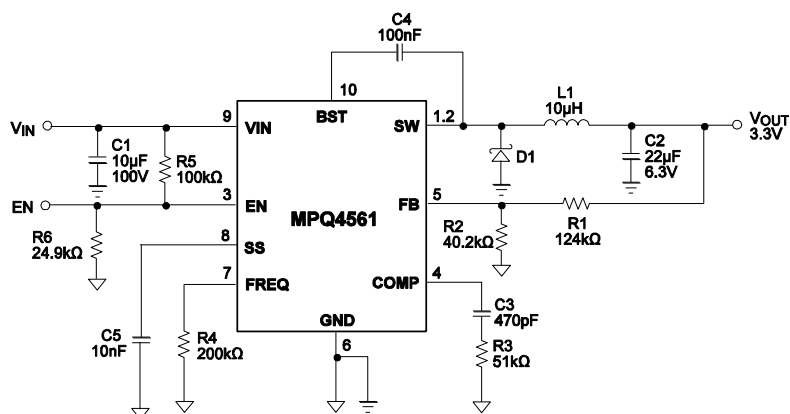 C4
100nF
10
BST
L1
10µH
VIN
9
VIN
SW
1.2
VOUT
3.3V
C1
10µF
100V
R5
100kΩ
D1
C2
22µF
6.3V
EN
3
EN
MPQ4561
FB
5
R6
24.9kΩ
8
SS
R2
40.2kΩ
R1
124kΩ
7
FREQ
COMP
4
C3
470pF
GND
6
C5
10nF
R4
200kΩ
R3
51kΩ